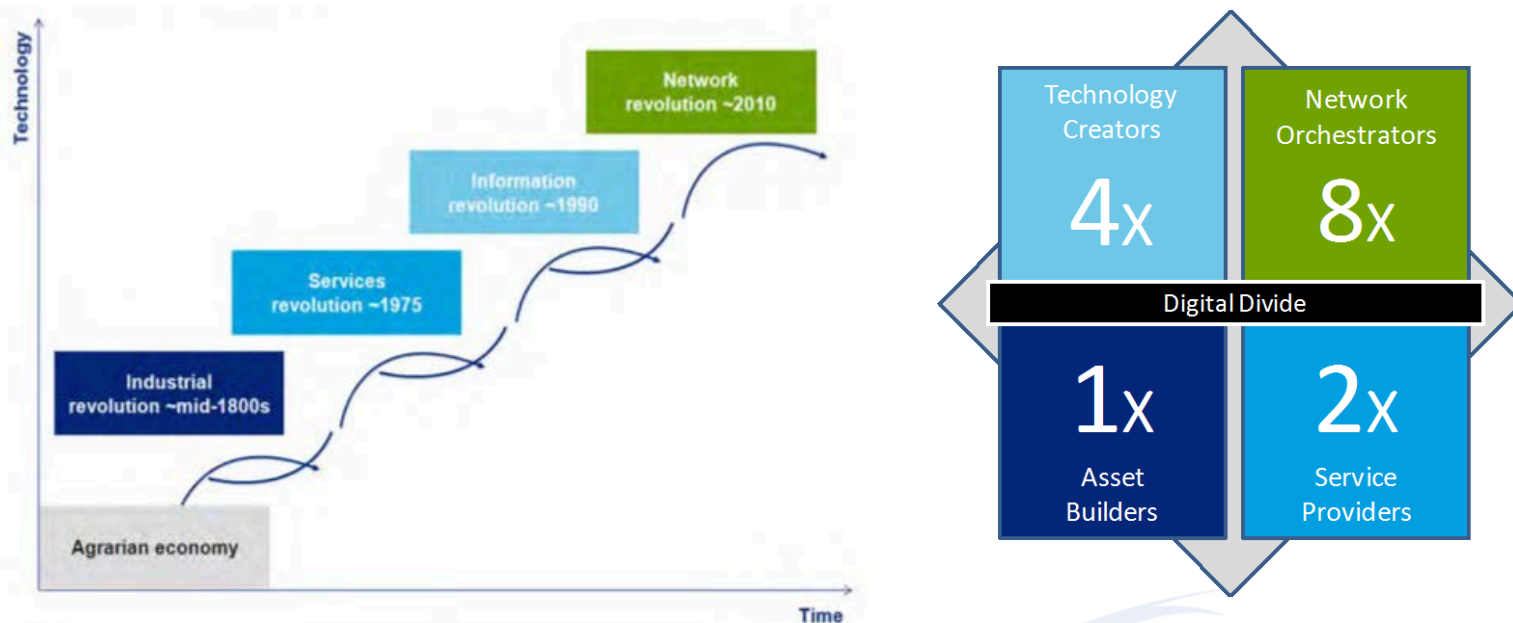 Technology
Network
revolution ~2010
Information
revolution ~1990
Services
revolution ~1975
Industrial
revolution ~mid-1800s
Agrarian economy
Time
Technology
Creators
4x
Network
Orchestrators
8x
Digital Divide
1x
Asset
Builders
2x
Service
Providers